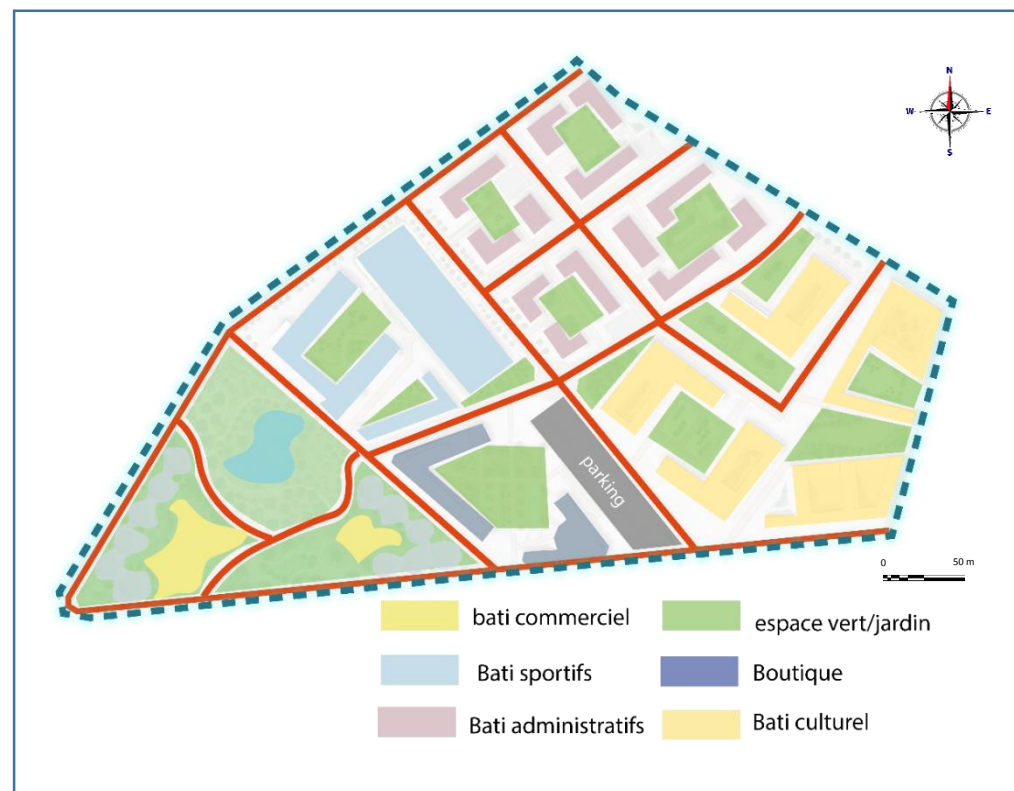 N
W E
S
parking
0 50 m
bati commerciel
espace vert/jardin
Bati sportifs
Boutique
Bati administratifs
Bati culturel